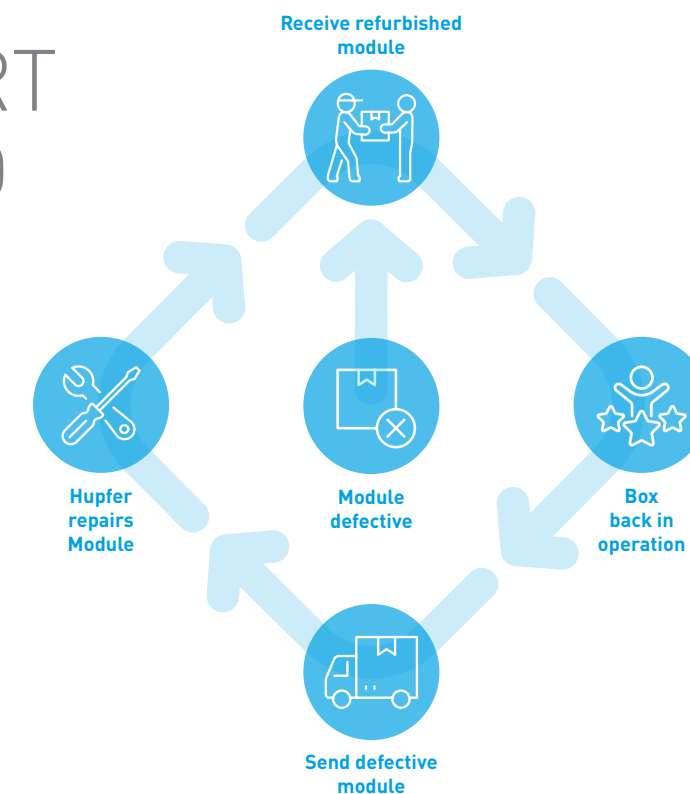 Receive refurbished
module
Hupfer
repairs
Module
Module
defective
Box
back in
operation
Send defective
module